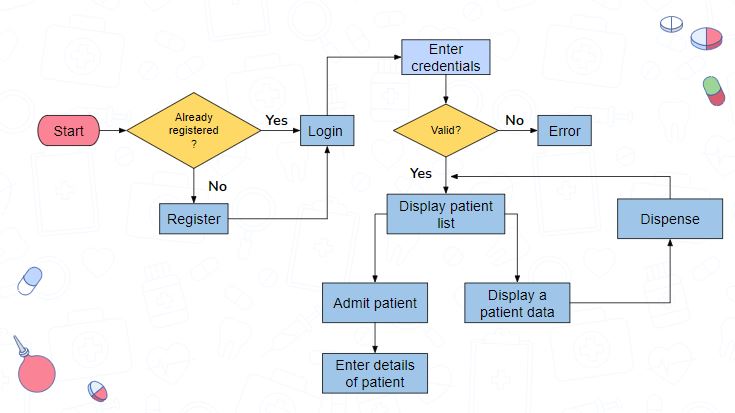 Start
Already
registered
?
Yes
No
Register
Login
Enter
credentials
Valid?
No
Error
Yes
Display patient
list
Dispense
Admit patient
Display a
patient data
Enter details
of patient